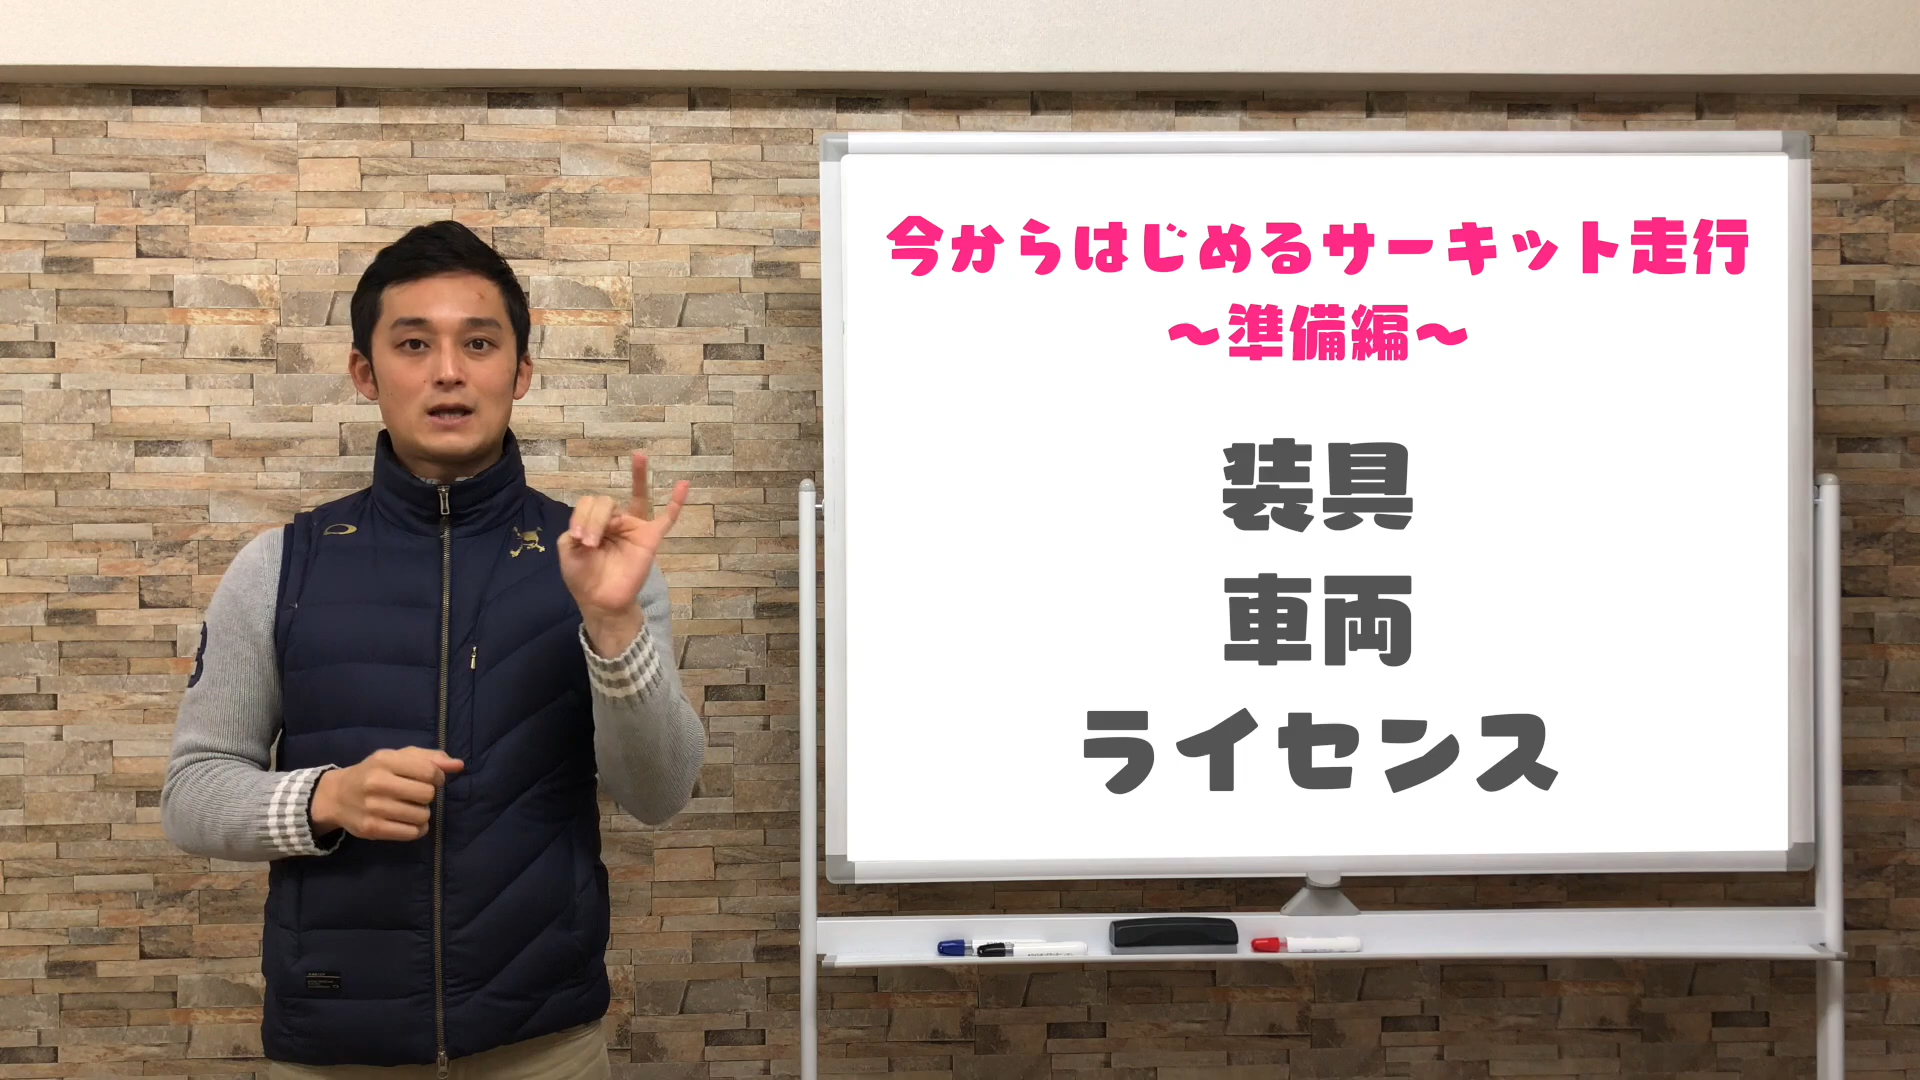 今からはじめるサーキット走行
～準備編～
装具
車両
ライセンス